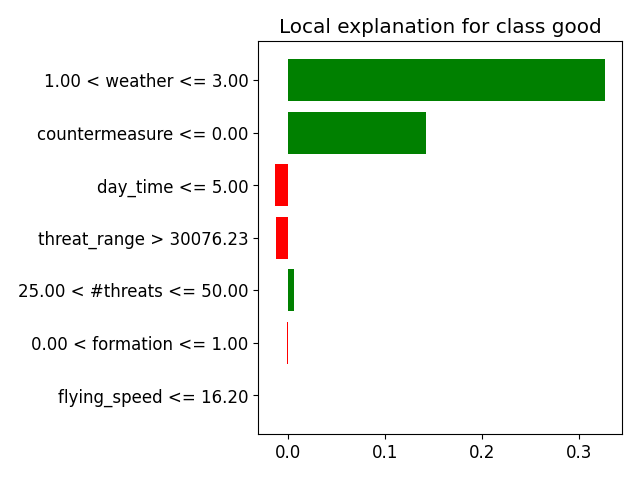 Local explanation for class good
1.00 < weather <= 3.00
countermeasure <= 0.00
day_time <= 5.00
threat_range > 30076.23
25.00 < #threats <= 50.00
0.00 < formation <= 1.00
flying_speed <= 16.20
0.0 0.1 0.2 0.3